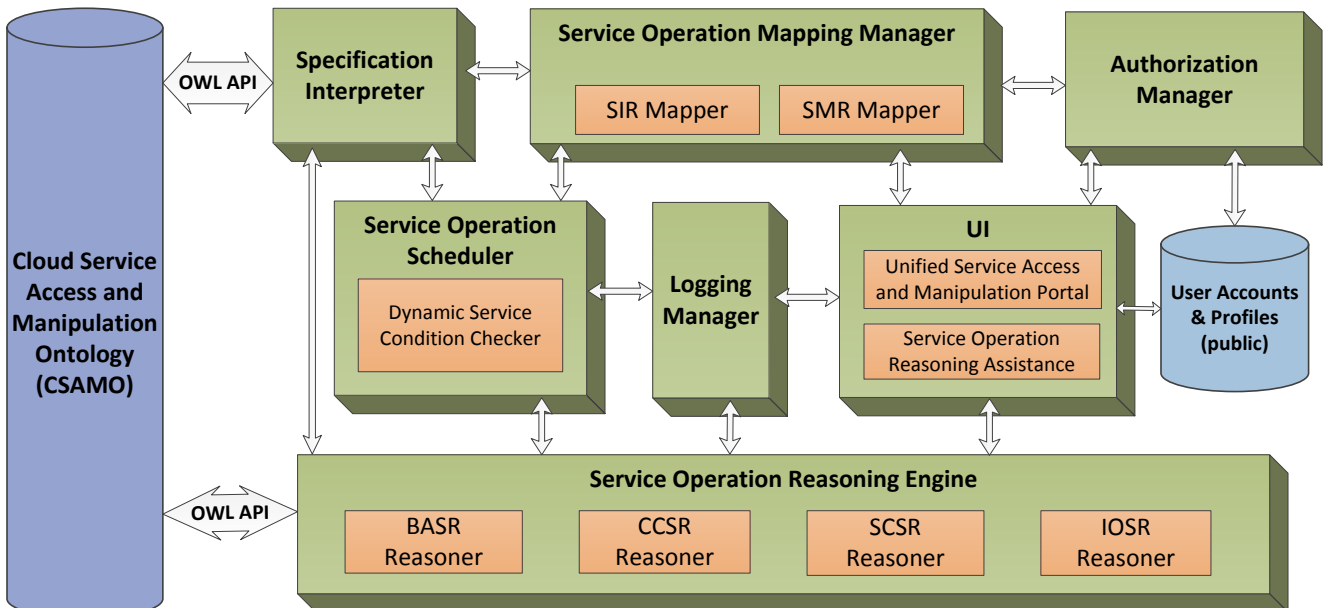 Cloud Service
Access and
Manipulation
Ontology
(CSAMO)
OWL API
Specification
Interpreter
Service Operation Mapping Manager
SIR Mapper
SMR Mapper
Authorization
Manager
Service Operation
Scheduler
Dynamic Service
Condition Checker
Logging
Manager
UI
Unified Service Access
and Manipulation Portal
Service Operation
Reasoning Assistance
User Accounts
& Profiles
(public)
OWL API
Service Operation Reasoning Engine
BASR
Reasoner
CCSR
Reasoner
SCSR
Reasoner
IOSR
Reasoner